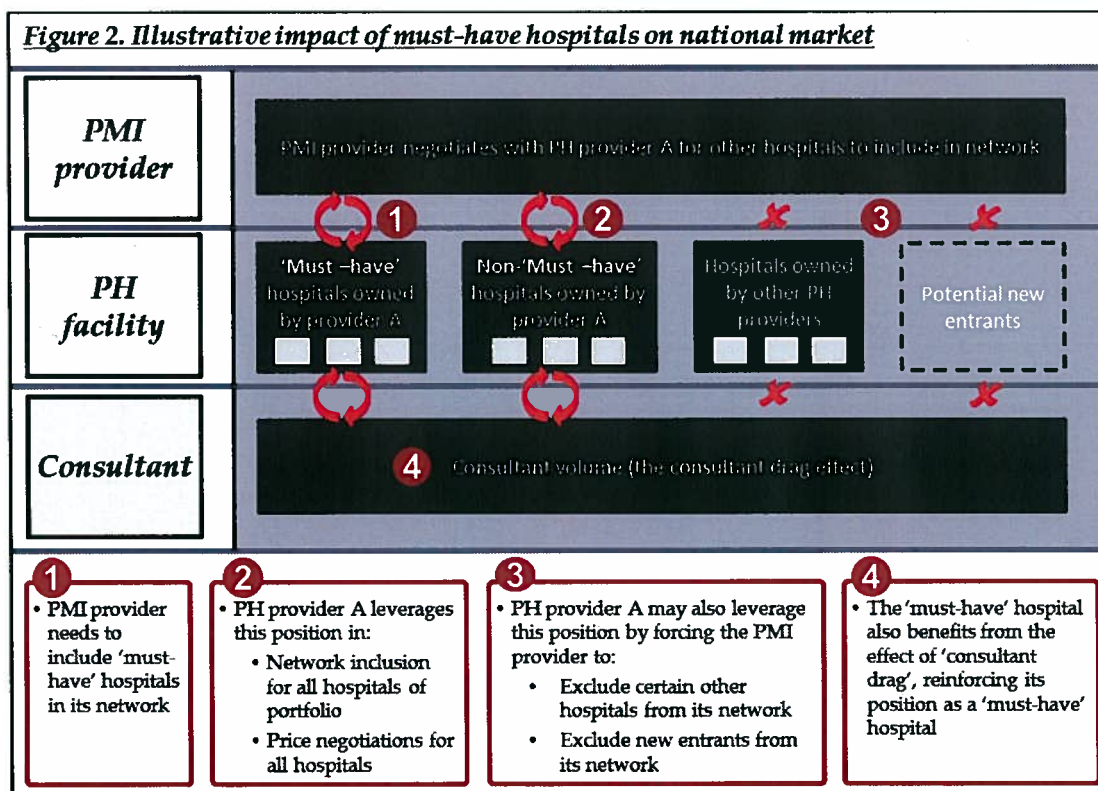 Figure 2. Illustrative impact of must-have hospitals on national market
PMI
provider
PMI provider negotiates with PH provider A for other hospitals to include in network
1
2
3
PH
facility
'Must –have'
hospitals owned
by provider A
Non-'Must –have'
hospitals owned by
provider A
Hospitals owned
by other PH
providers
Potential new
entrants
Consultant
4
Consultant volume (the consultant drag effect)
1
• PMI provider
needs to
include 'must-
have' hospitals
in its network
2
• PH provider A leverages
this position in:
• Network inclusion
for all hospitals of
portfolio
• Price negotiations for
all hospitals
3
• PH provider A may also leverage
this position by forcing the PMI
provider to:
• Exclude certain other
hospitals from its network
• Exclude new entrants from
its network
4
• The 'must-have' hospital
also benefits from the
effect of 'consultant
drag', reinforcing its
position as a 'must-have'
hospital